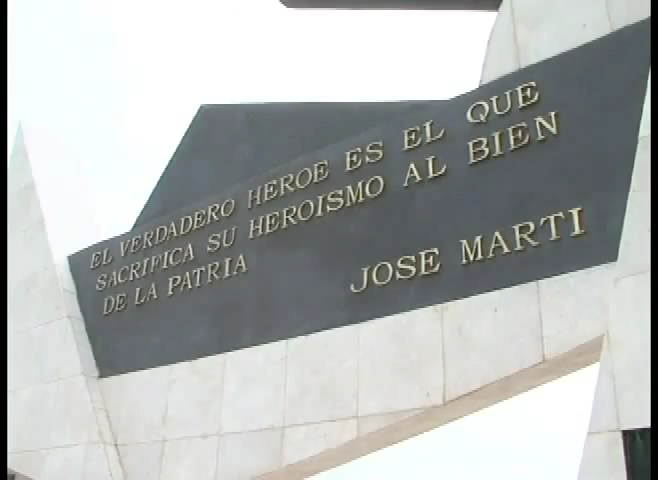 EL VERDADERO HEROE ES EL QUE
SACRIFICA SU HEROISMO AL BIEN
DE LA PATRIA
JOSE MARTI